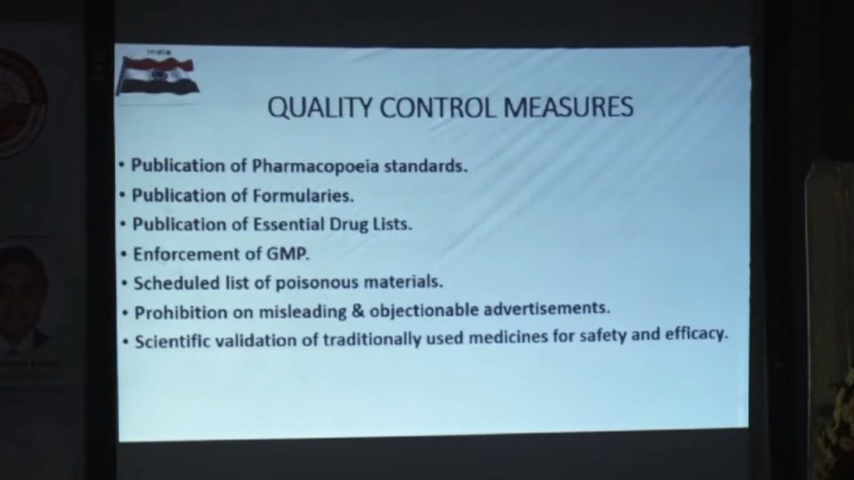 India
QUALITY CONTROL MEASURES
• Publication of Pharmacopoeia standards.
• Publication of Formularies.
• Publication of Essential Drug Lists.
• Enforcement of GMP.
• Scheduled list of poisonous materials.
• Prohibition on misleading & objectionable advertisements.
• Scientific validation of traditionally used medicines for safety and efficacy.